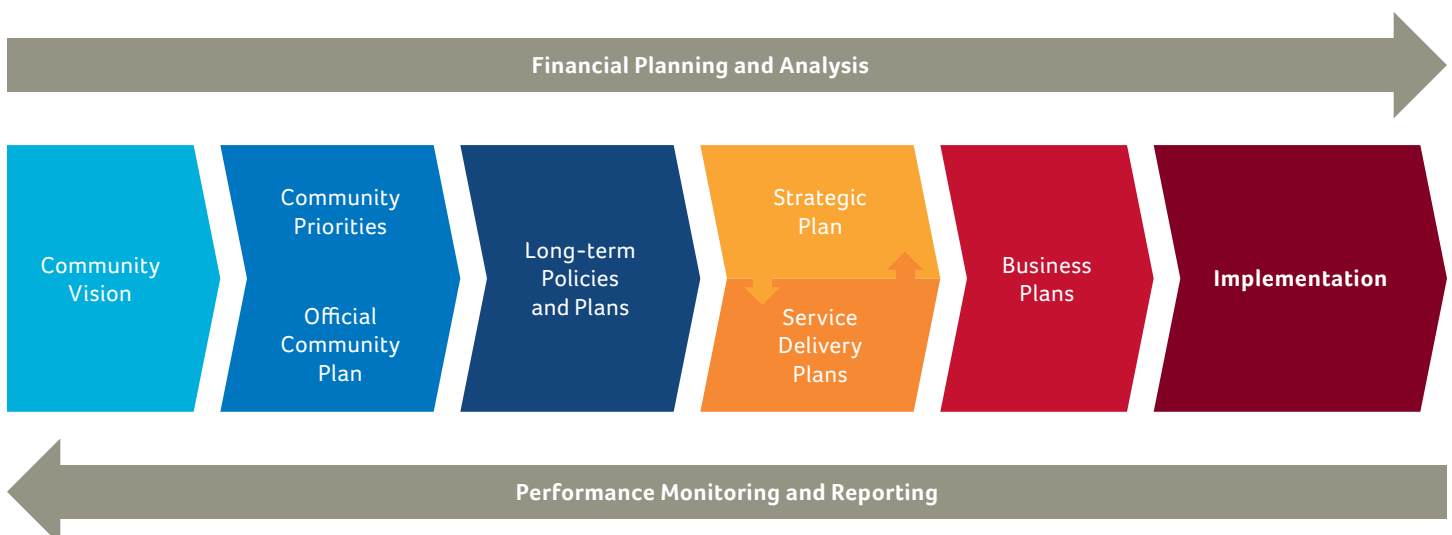 Financial Planning and Analysis
Community
Vision
Community
Priorities
Official
Community
Plan
Long-term
Policies
and Plans
Strategic
Plan
Service
Delivery
Plans
Business
Plans
Implementation
Performance Monitoring and Reporting